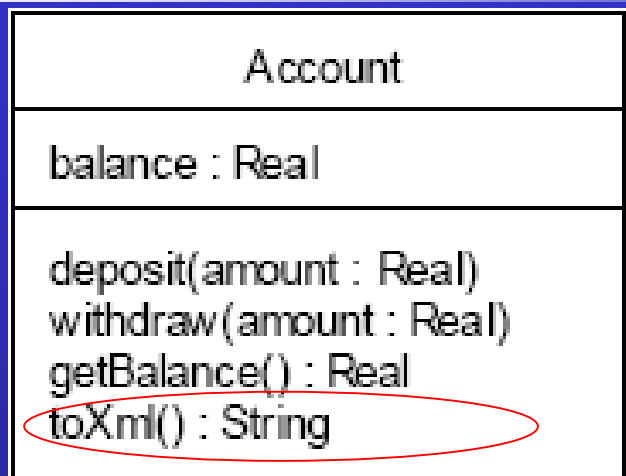 Account
balance : Real
deposit(amount : Real)
withdraw(amount : Real)
getBalance() : Real
toXml() : String